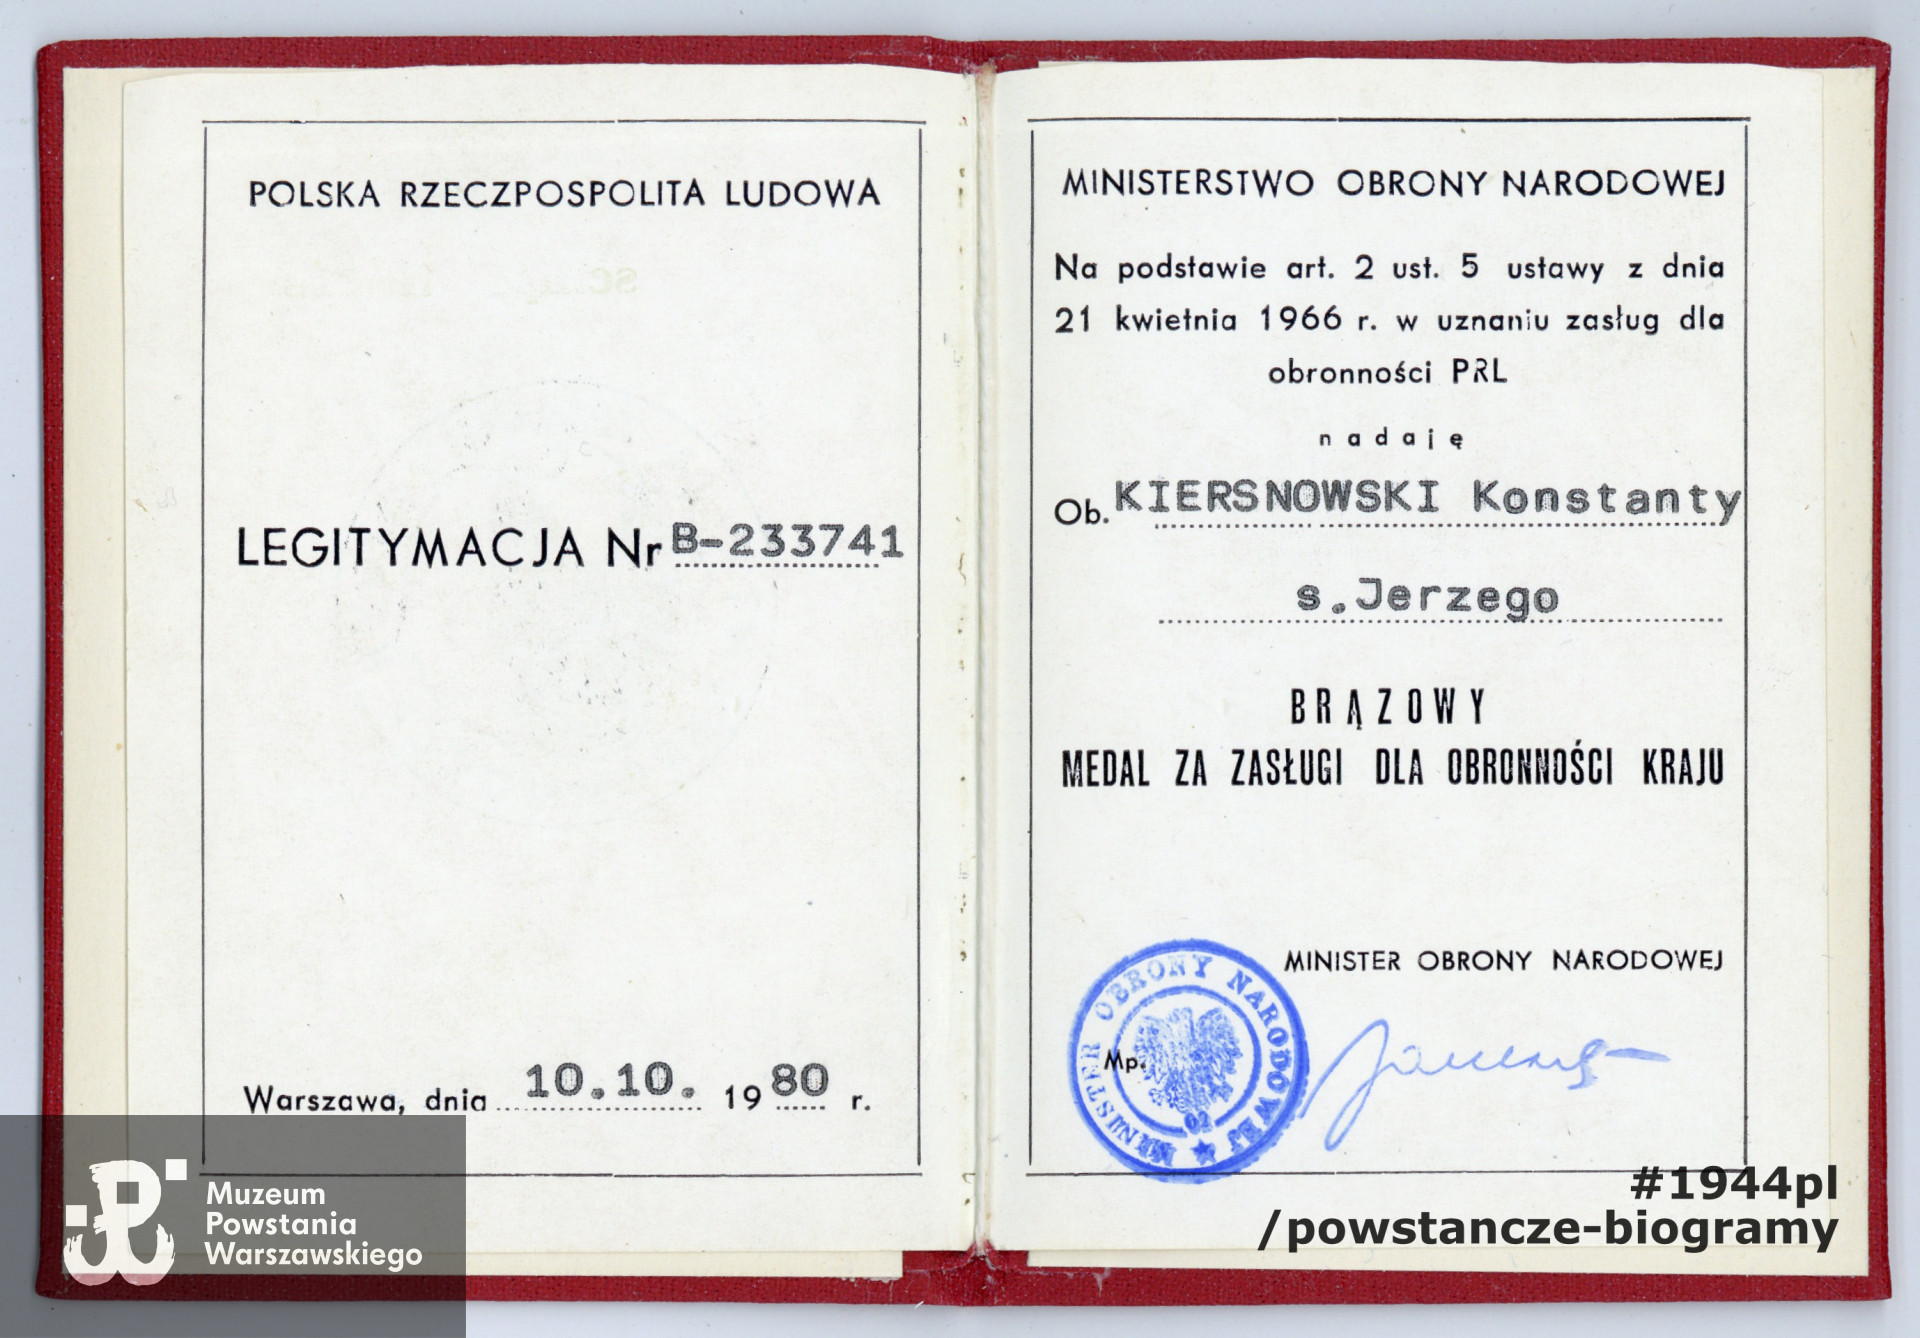 POLSKA RZECZPOSPOLITA LUDOWA
LEGITYMACJA Nr B-233741
Warszawa, dnia 10.10. 1980 r.
MINISTERSTWO OBRONY NARODOWEJ
Na podstawie art. 2 ust. 5 ustawy z dnia
21 kwietnia 1966 r. w uznaniu zasług dla
obronności PRL
nadaję
Ob. KIERSNOWSKI Konstanty
s.Jerzego
BRĄZOWY
MEDAL ZA ZASŁUGI DLA OBRONNOŚCI KRAJU
MINISTER OBRONY NARODOWEJ
Mp.
MINISTER OBRONY NARODOWEJ
02
Muzeum
Powstania
Warszawskiego
#1944pl
/powstancze-biogramy